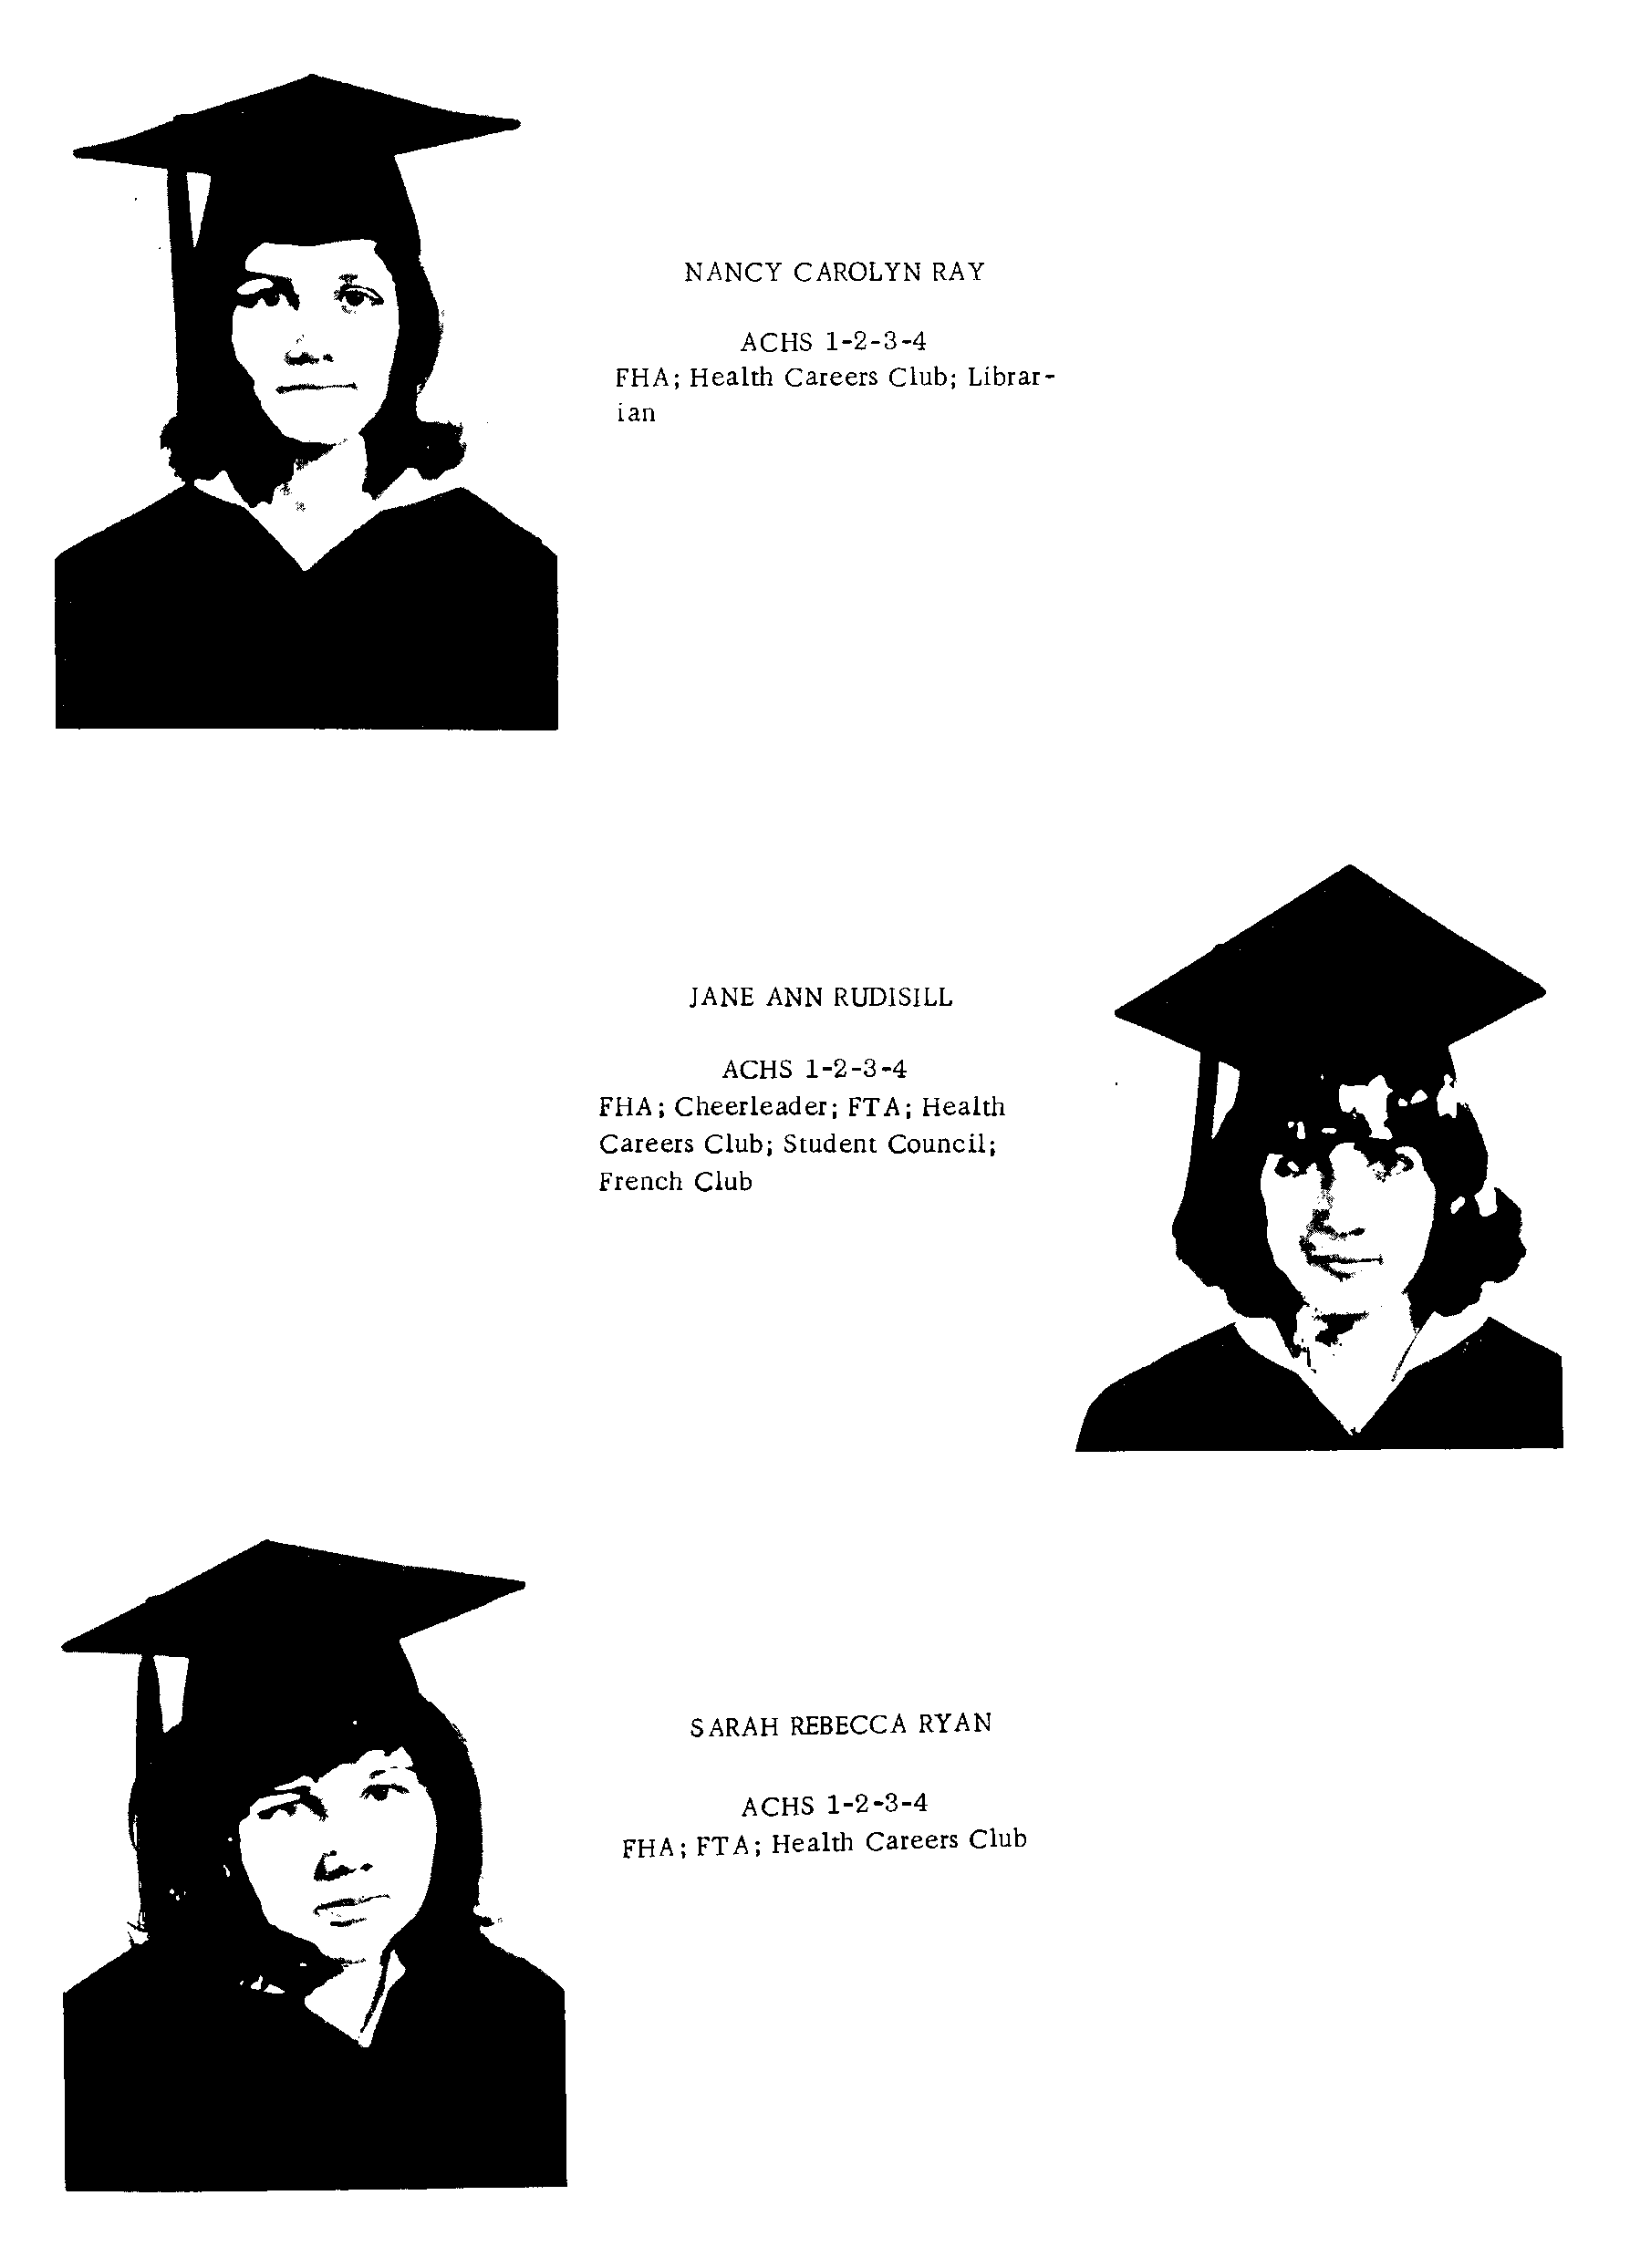 NANCY CAROLYN RAY
ACHS 1-2-3-4
FHA; Health Careers Club; Librar-
ian
JANE ANN RUDISILL
ACHS 1-2-3-4
FHA; Cheerleader; FTA; Health
Careers Club; Student Council;
French Club
SARAH REBECCA RYAN
ACHS 1-2-3-4
FHA; FTA; Health Careers Club